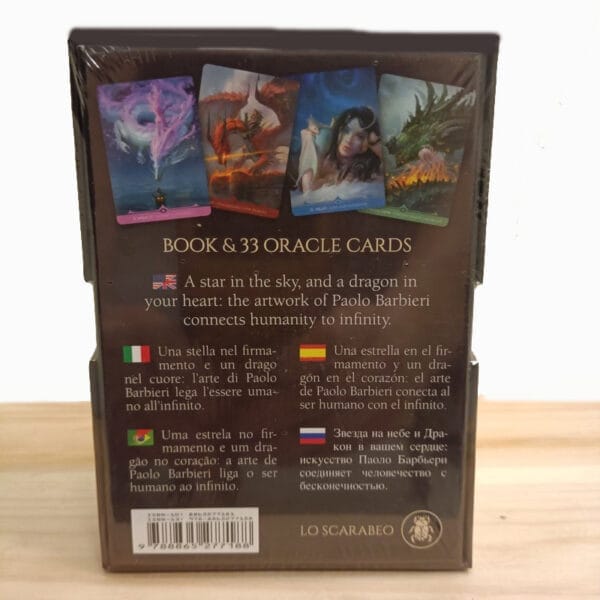 BOOK & 33 ORACLE CARDS
A star in the sky, and a dragon in
your heart: the artwork of Paolo Barbieri
connects humanity to infinity.
Una stella nel firma-
mento e un drago
nel cuore: l'arte di Paolo
Barbieri lega l'essere uma-
no all'infinito.
Una estrella en el fir-
mamento y un dra-
gón en el corazón: el arte
de Paolo Barbieri conecta al
ser humano con el infinito.
Uma estrela no fir-
mamento e um dra-
gão no coração: a arte de
Paolo Barbieri liga o ser
humano ao infinito.
Звезда на небе и Дра-
кон в вашем сердце:
искусство Паоло Барбьери
соединяет человечество с
бесконечностью.
9 788865 277188
LO SCARABEO